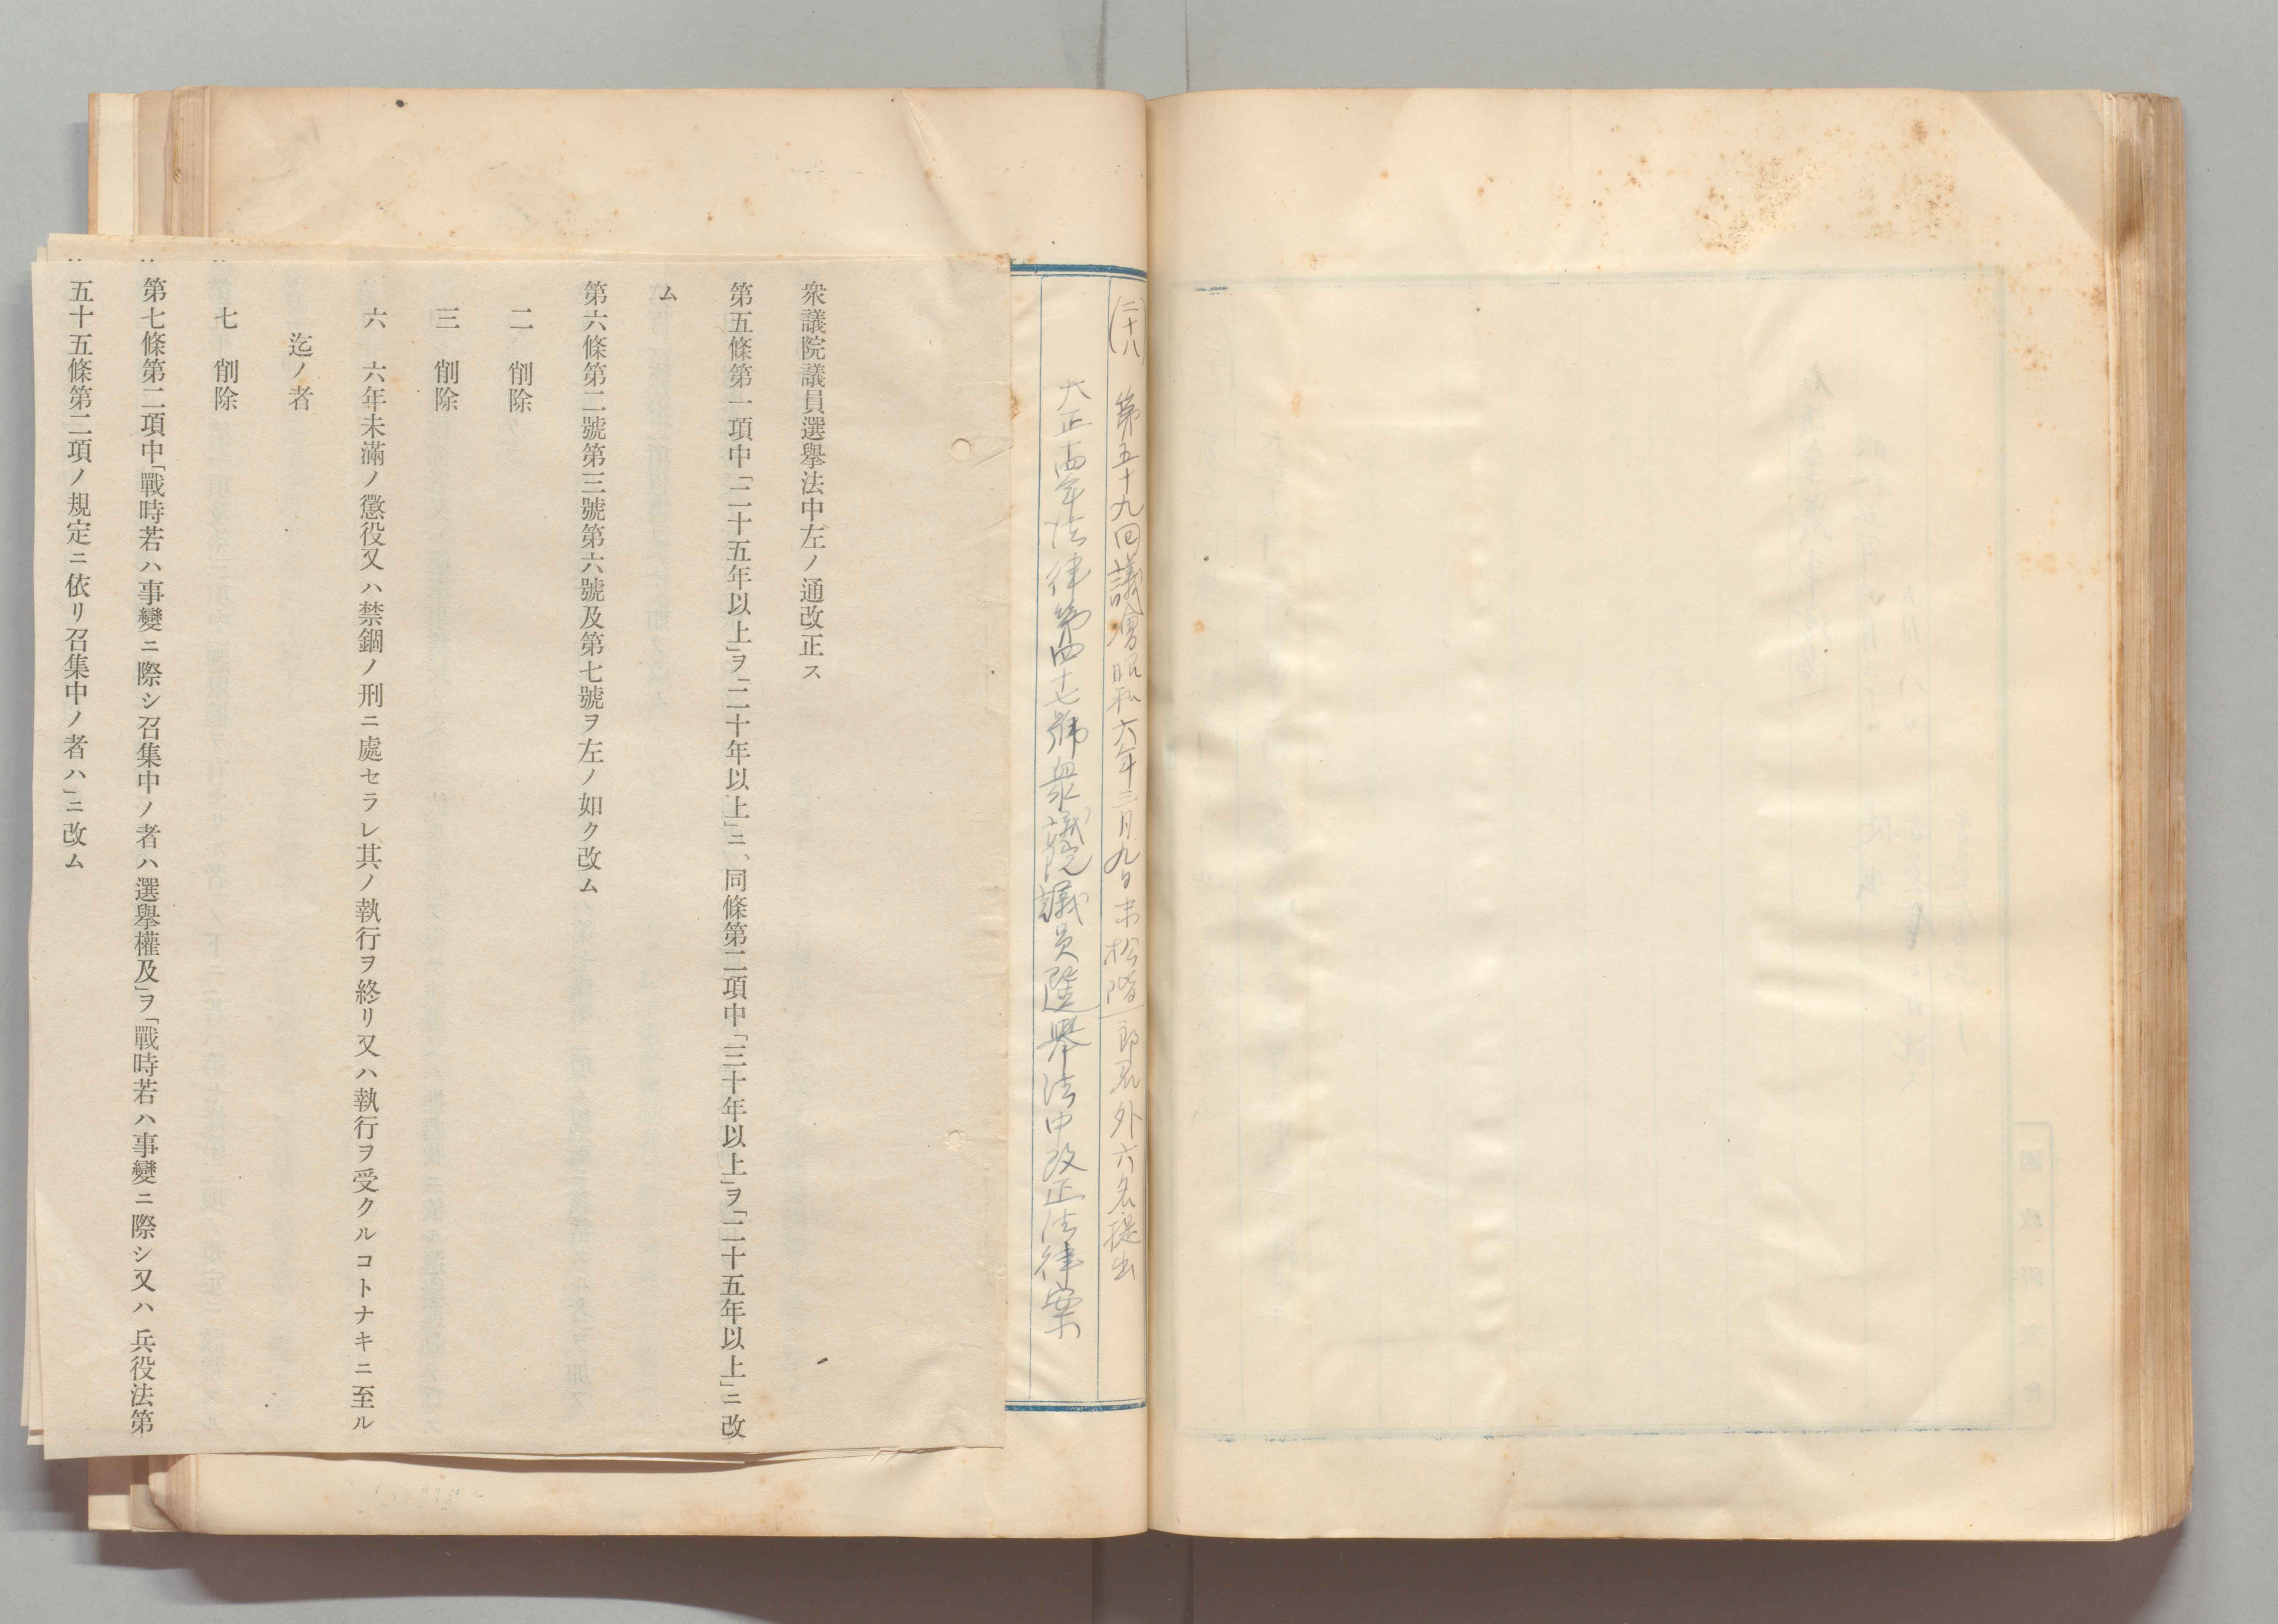 (二十八) 第五十九回議會昭和六年三月九日末松偕一郎君外六名提出
大正十四年法律第四十七號衆議院議員選擧法中改正法律案
衆議院議員選擧法中左ノ通改正ス
第五條第一項中「二十五年以上」ヲ「二十年以上」ニ、同條第二項中「三十年以上」ヲ「二十五年以上」ニ改
ム
第六條第二號第三號第六號及第七號ヲ左ノ如ク改ム
二 削除
三 削除
六 六年未滿ノ懲役又ハ禁錮ノ刑ニ處セラレ其ノ執行ヲ終リ又ハ執行ヲ受クルコトナキニ至ル
迄ノ者
七 削除
第七條第二項中「戰時若ハ事變ニ際シ召集中ノ者ハ選擧權及」ヲ「戰時若ハ事變ニ際シ又ハ兵役法第
五十五條第二項ノ規定ニ依リ召集中ノ者ハ」ニ改ム